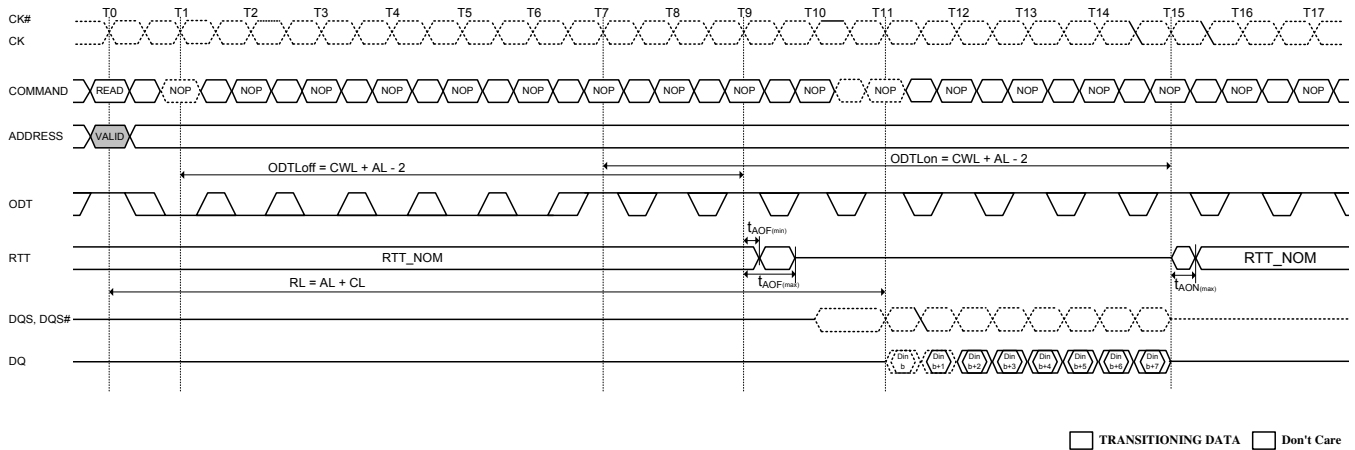 CK#
CK
T0 T1 T2 T3 T4 T5 T6 T7 T8 T9 T10 T11 T12 T13 T14 T15 T16 T17
COMMAND READ NOP NOP NOP NOP NOP NOP NOP NOP NOP NOP NOP NOP NOP NOP NOP NOP NOP
ADDRESS VALID
ODTLoff = CWL + AL - 2
ODTLon = CWL + AL - 2
ODT
tAOF(min)
RTT RTT_NOM RTT_NOM
tAOF(max)
tAON(max)
RL = AL + CL
DQS, DQS#
DQ
Din b
Din b+1
Din b+2
Din b+3
Din b+4
Din b+5
Din b+6
Din b+7
TRANSITIONING DATA Don't Care